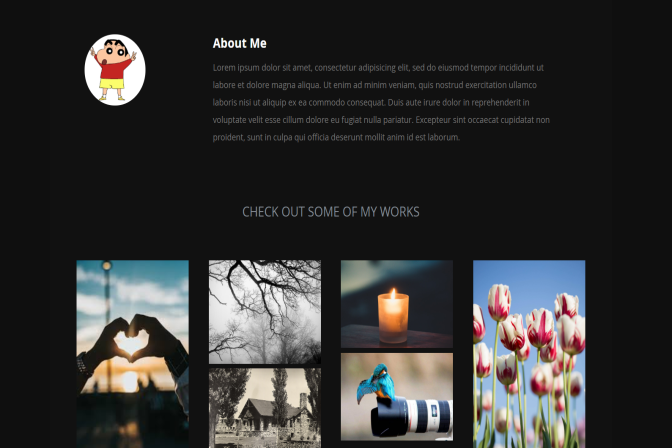 About Me
Lorem ipsum dolor sit amet, consectetur adipisicing elit, sed do eiusmod tempor incididunt ut
labore et dolore magna aliqua. Ut enim ad minim veniam, quis nostrud exercitation ullamco
laboris nisi ut aliquip ex ea commodo consequat. Duis aute irure dolor in reprehenderit in
voluptate velit esse cillum dolore eu fugiat nulla pariatur. Excepteur sint occaecat cupidatat non
proident, sunt in culpa qui officia deserunt mollit anim id est laborum.
CHECK OUT SOME OF MY WORKS